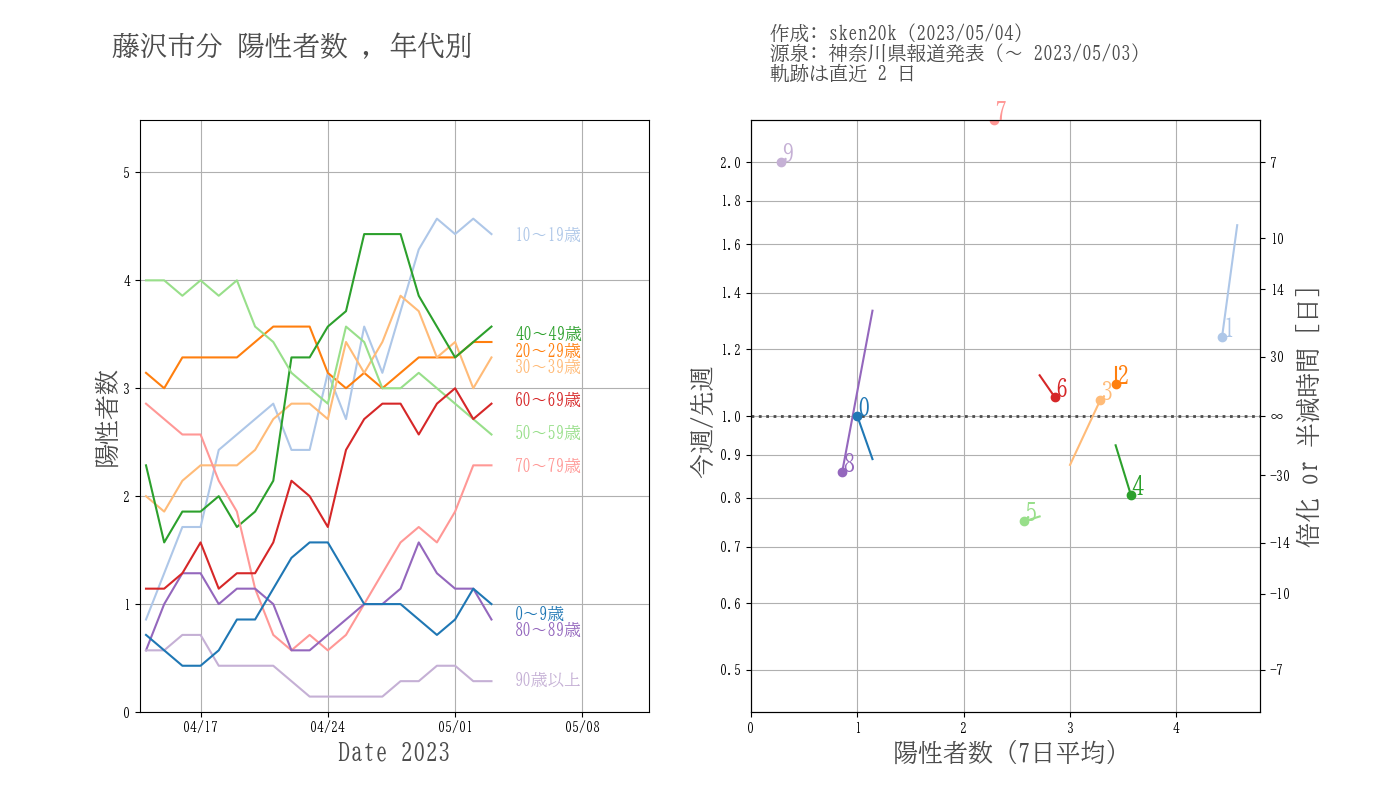 藤沢市分 陽性者数 , 年代別
作成: sken20k (2023/05/04)
源泉: 神奈川県報道発表 (～ 2023/05/03)
軌跡は直近 2 日
陽性者数
5
4
3
2
1
0
04/17
04/24
05/01
05/08
Date 2023
10～19歳
40～49歳
20～29歳
30～39歳
60～69歳
50～59歳
70～79歳
0～9歳
80～89歳
90歳以上
今週/先週
2.0
1.8
1.6
1.4
1.2
1.0
0.9
0.8
0.7
0.6
0.5
7
9
1
2
3
6
0
8
4
5
0
1
2
3
4
陽性者数 (7日平均)
7
10
14
30
∞
-30
-14
-10
-7
倍化 or 半減時間 [日]